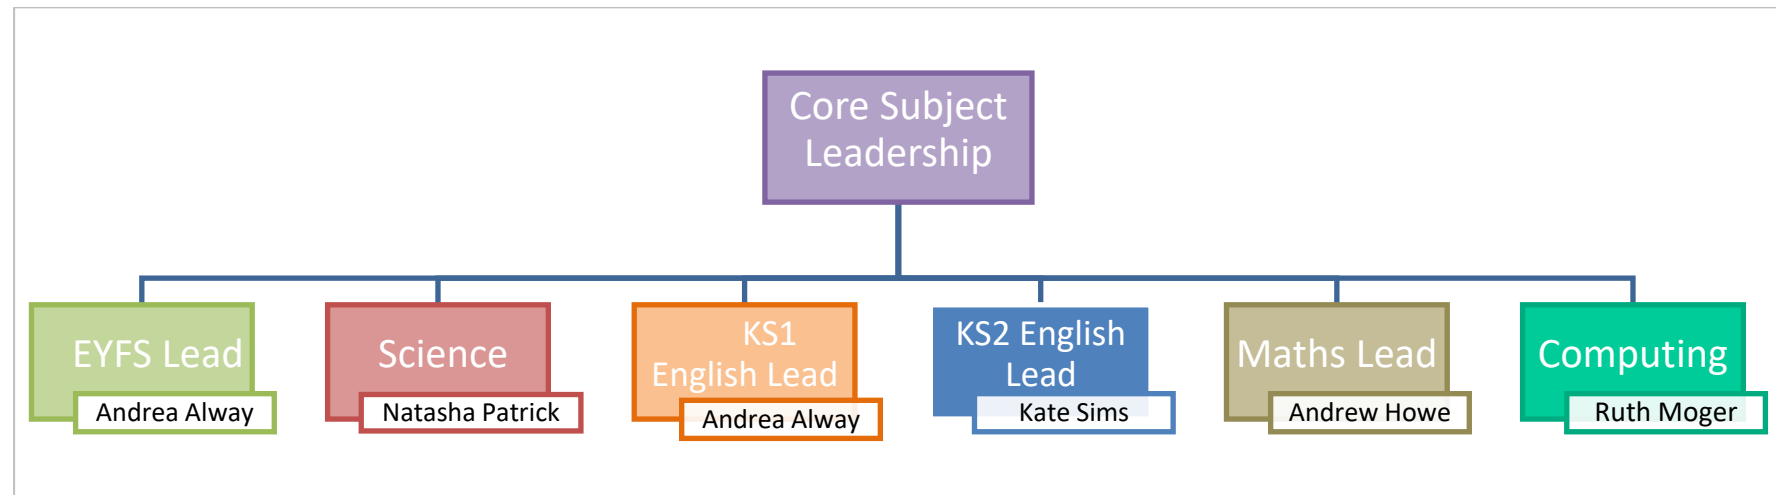 Core Subject
Leadership
EYFS Lead
Andrea Alway
Science
Natasha Patrick
KS1
English Lead
Andrea Alway
KS2 English
Lead
Kate Sims
Maths Lead
Andrew Howe
Computing
Ruth Moger